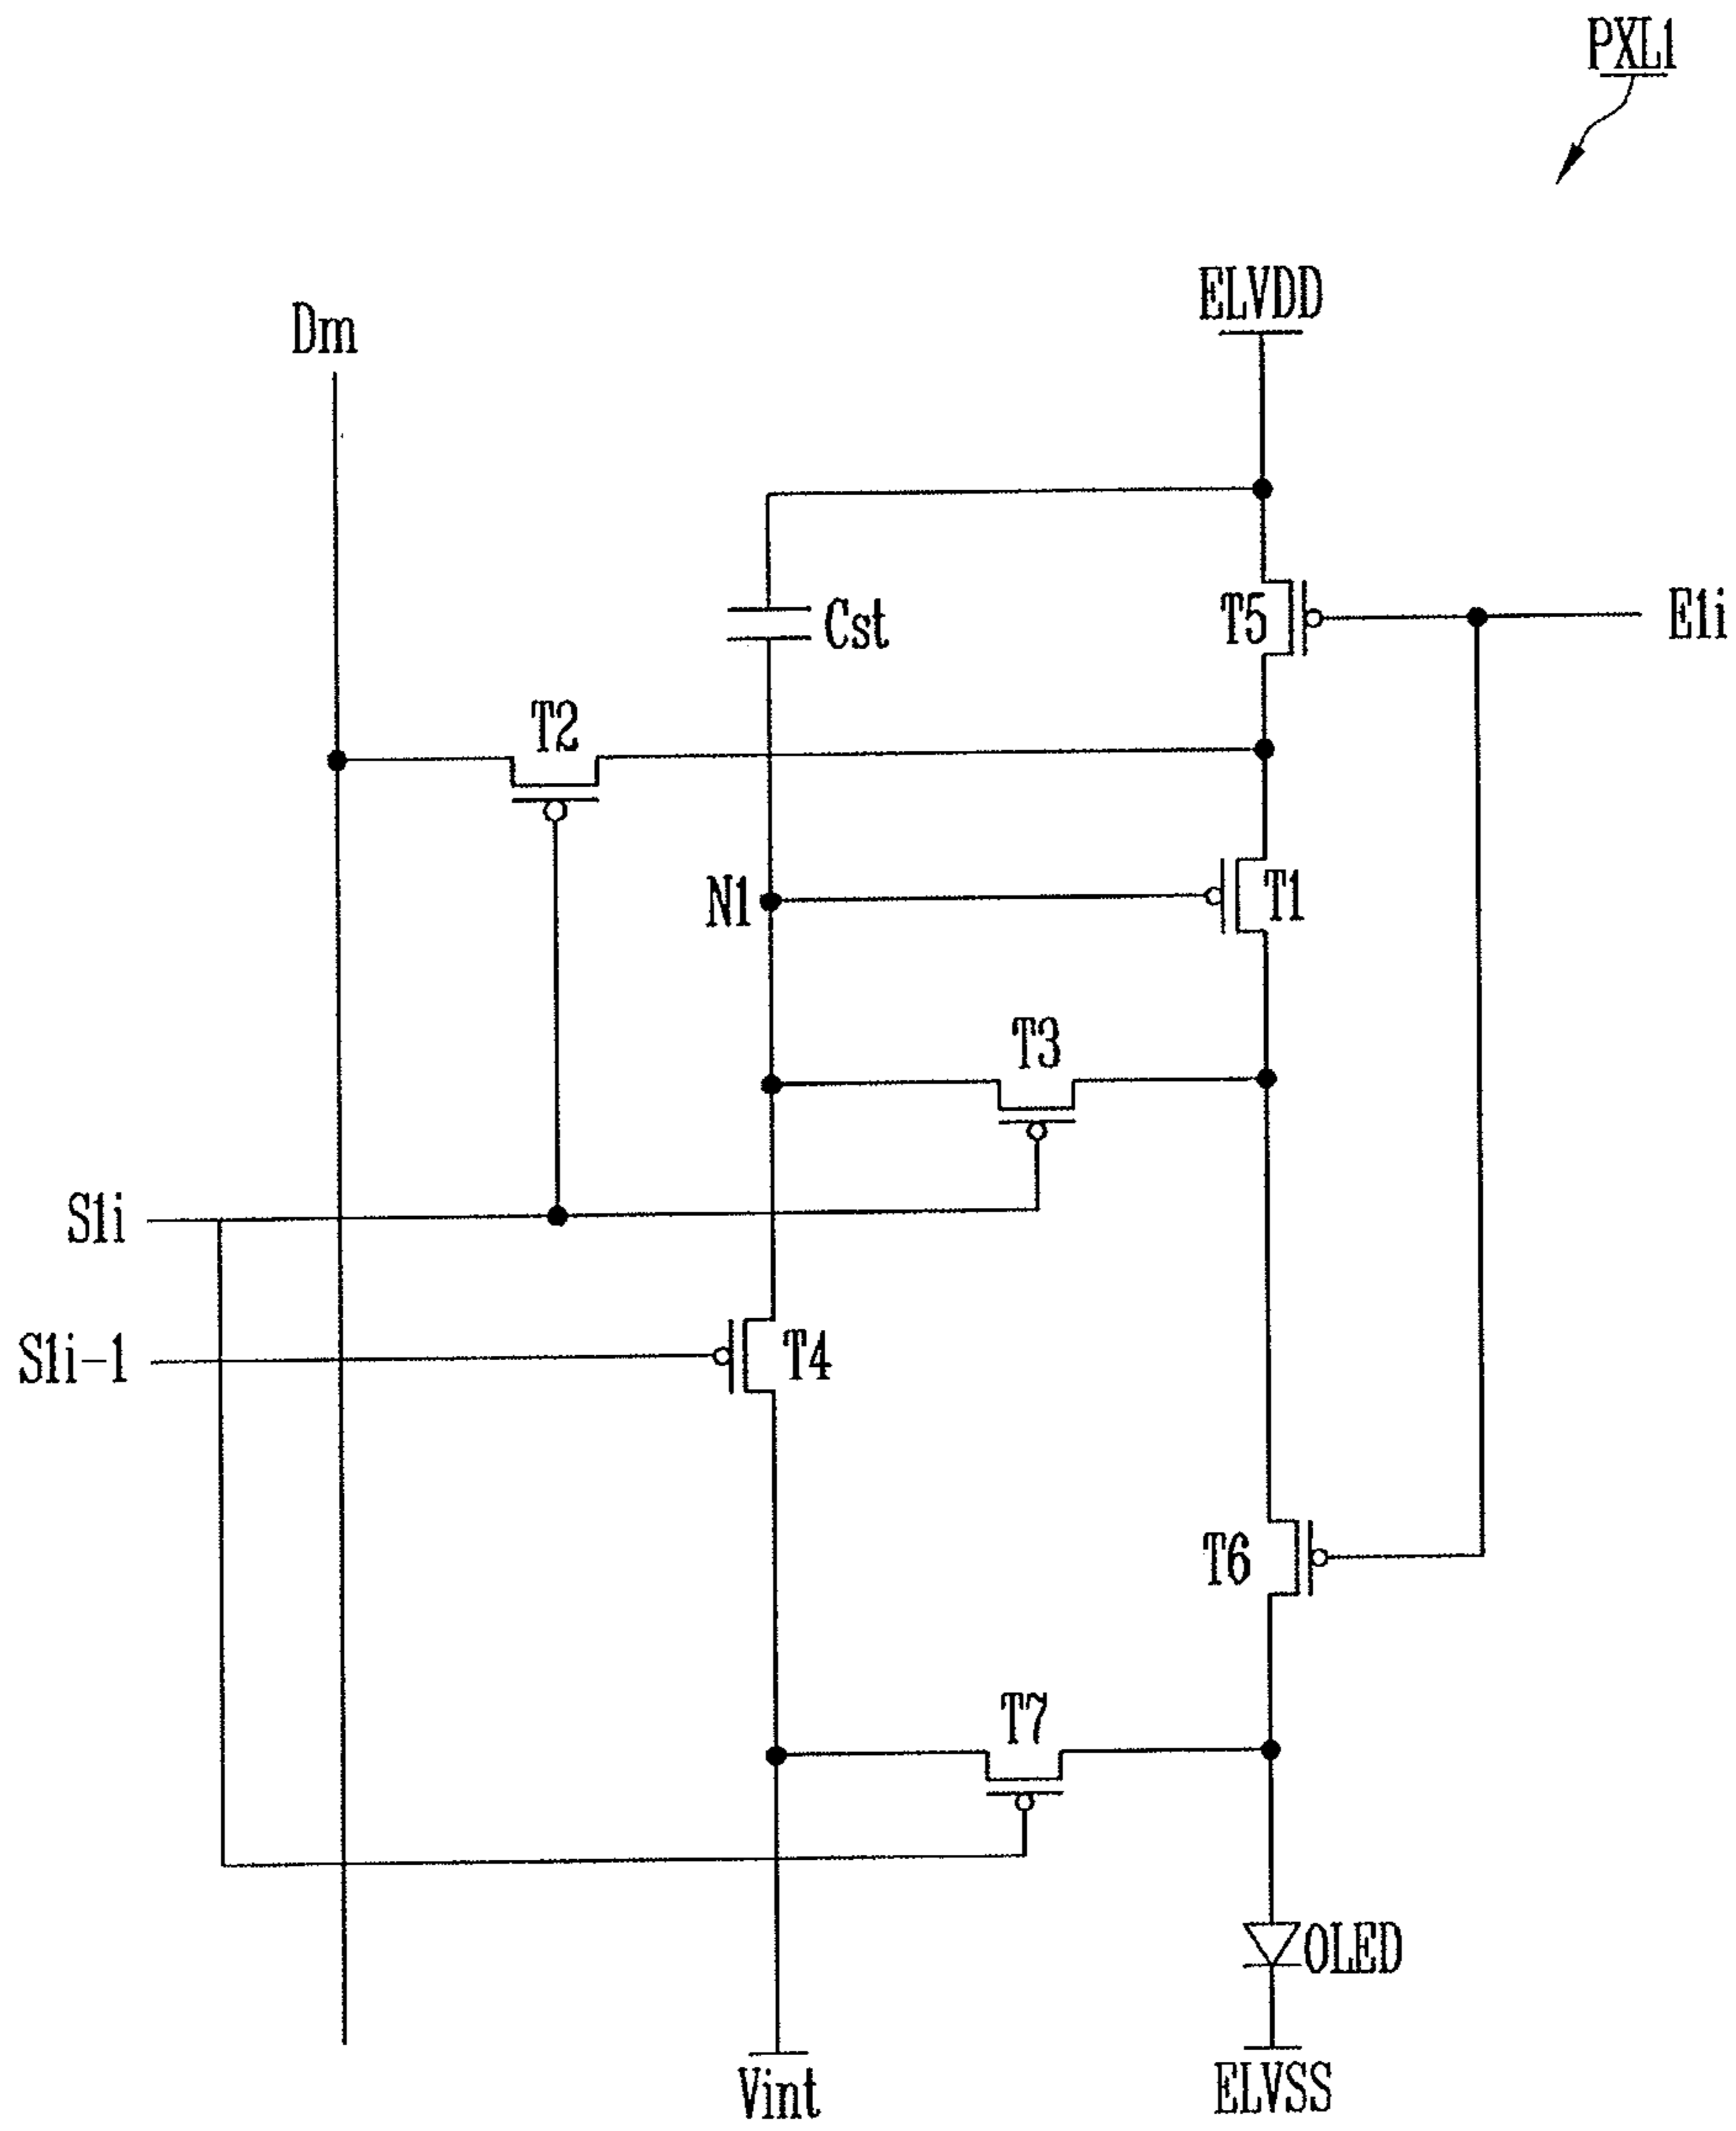 PXL1
ELVDD
Dm
T5
E1i
Cst
T2
N1
T1
T3
S1i
S1i-1
T4
T6
T7
OLED
Vint
ELVSS